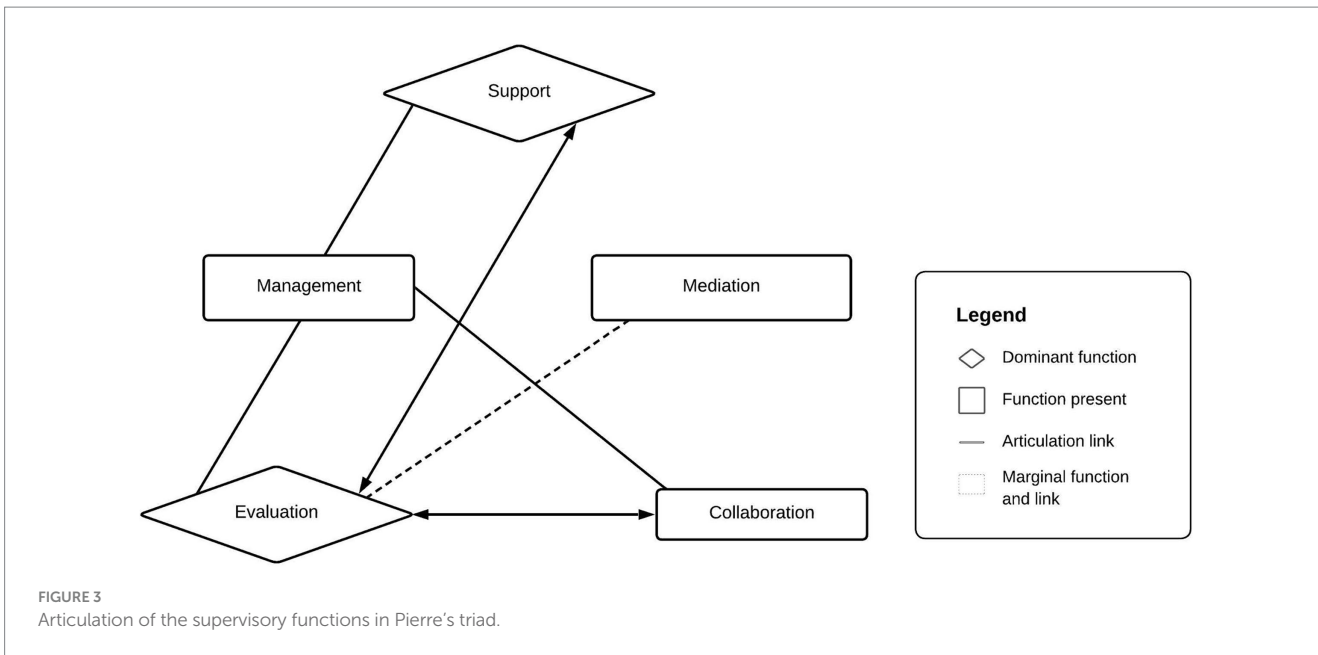 Support
Management
Mediation
Evaluation
Collaboration
Legend
Dominant function
Function present
Articulation link
Marginal function
and link
FIGURE 3
Articulation of the supervisory functions in Pierre’s triad.